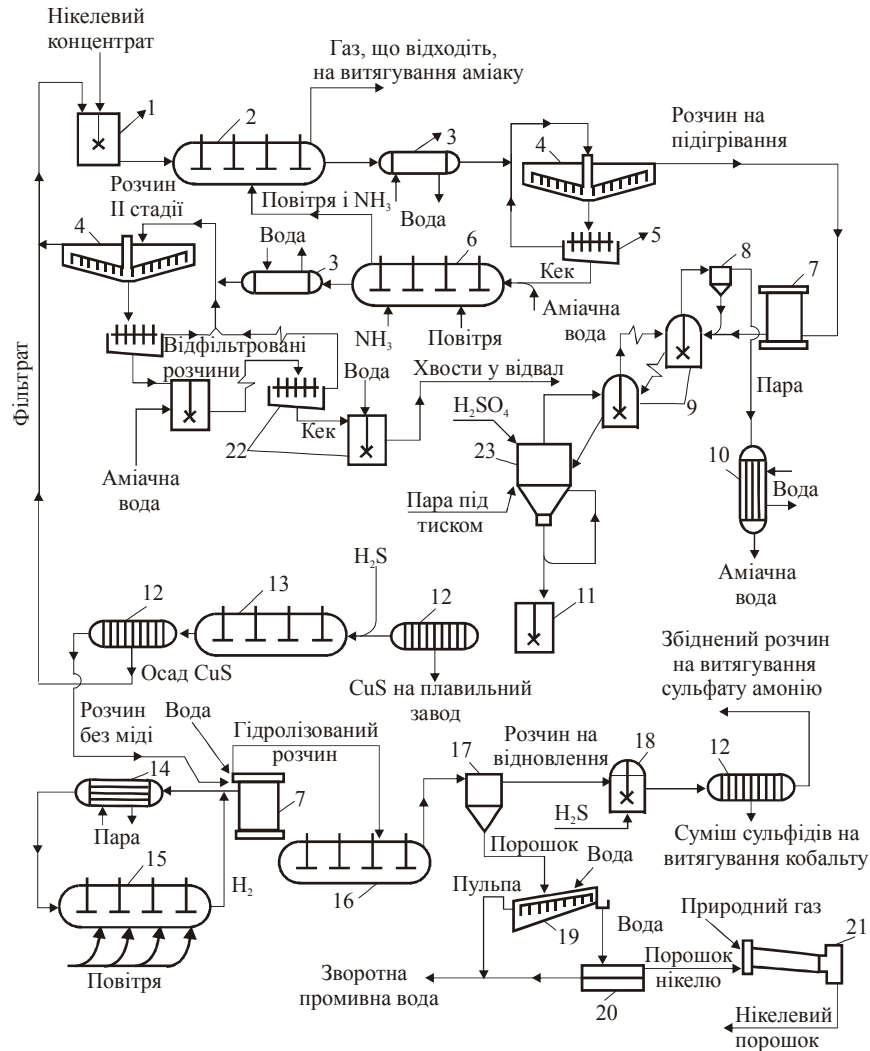 Нікелевий
концентрат
Газ, що відходіть,
на витягування аміаку
1
2
3
4
Розчин на
підігрівання
Розчин
II стадії
Повітря і NH₃
Вода
4
Вода
3
6
5
8
7
Кек
Аміачна
вода
NH₃
Повітря
Відфільтровані
розчини
Вода
Хвости у відвал
Пара
Фільтрат
H₂SO₄
9
Кек
22
23
10
Вода
Аміачна
вода
Пара під
тиском
H₂S
Аміачна
вода
12
13
12
11
Осад CuS
CuS на плавильний
завод
Збіднений розчин
на витягування
сульфату амонію
Розчин
без міді
Вода
Гідролізований
розчин
Розчин на
відновлення
14
17
18
12
7
Пара
H₂S
Суміш сульфідів на
витягування кобальту
15
H₂
16
Порошок
Вода
Пульпа
19
Вода
Природний газ
21
Повітря
Зворотна
промивна вода
Порошок
нікелю
20
Нікелевий
порошок